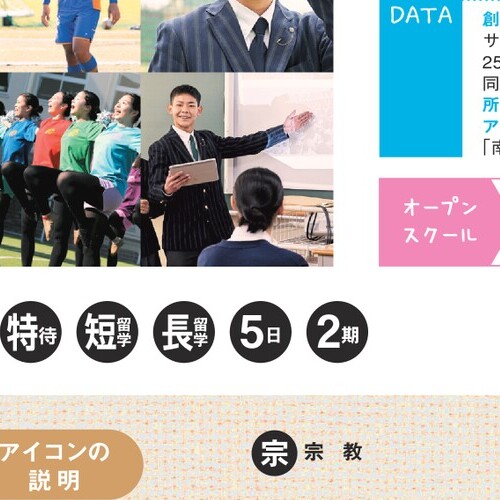 DATA
創
サ
25
同
所
ア
「南
オープン
スクール
特待
短留学
長留学
5日
2期
アイコンの
説明
宗 宗教